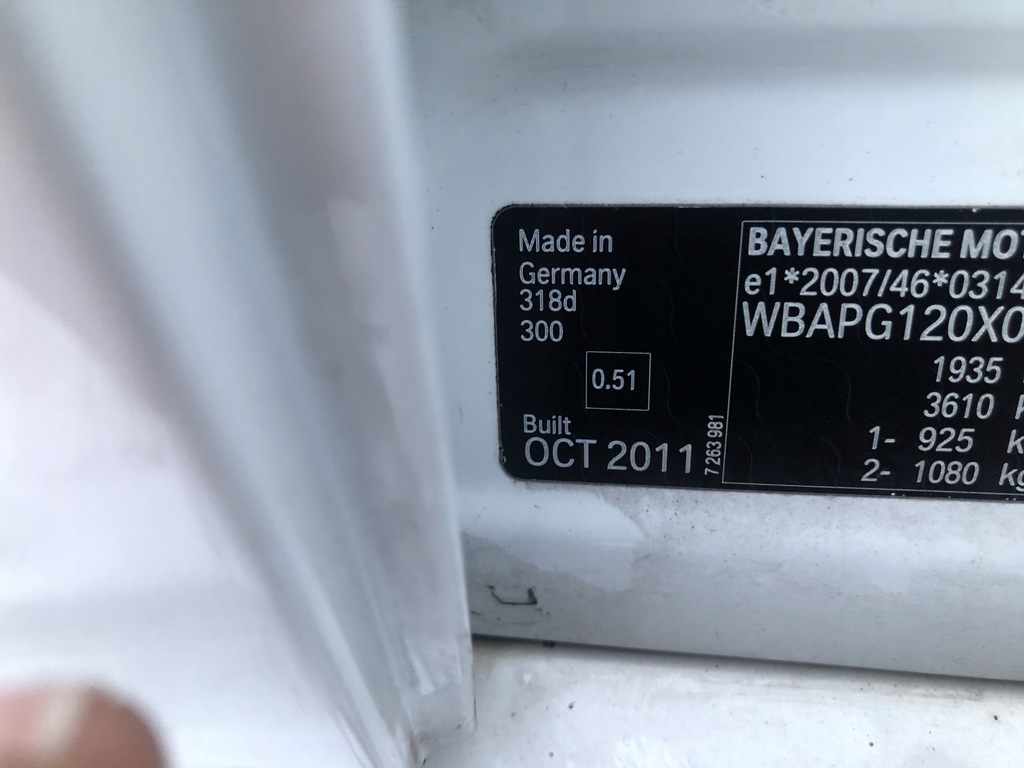 Made in
Germany
318d
300
0.51
Built
OCT 2011
7 263 981
BAYERISCHE
e1*2007/46*0314
WBAPG120X0
1935
3610
1- 925
2- 1080 kg